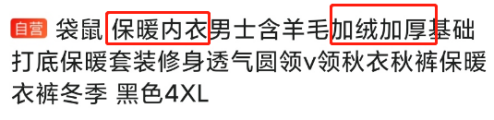 自营 袋鼠 保暖内衣男士含羊毛加绒加厚基础
打底保暖套装修身透气圆领v领秋衣秋裤保暖
衣裤冬季 黑色4XL